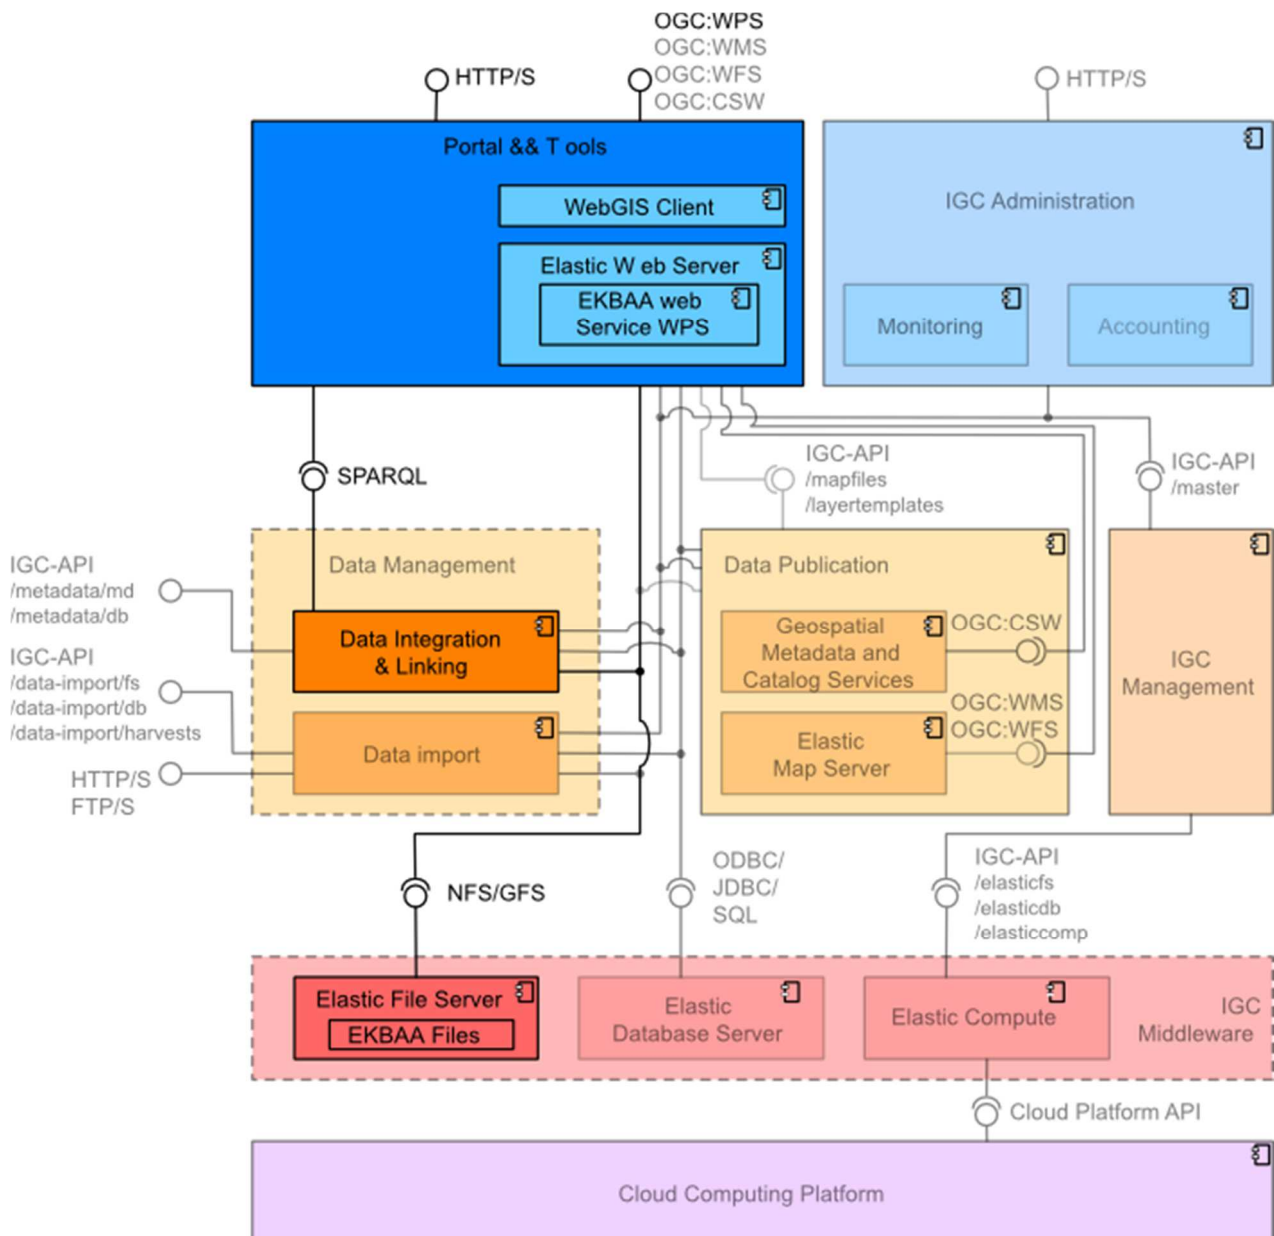 OGC:WPS
OGC:WMS
OGC:WFS
OGC:CSW
HTTP/S
HTTP/S
Portal && T ools
WebGIS Client
Elastic W eb Server
EKBAA web
Service WPS
IGC Administration
Monitoring
Accounting
SPARQL
IGC-API
/mapfiles
/layertemplates
IGC-API
/master
IGC-API
/metadata/md
/metadata/db
IGC-API
/data-import/fs
/data-import/db
/data-import/harvests
HTTP/S
FTP/S
Data Management
Data Integration
& Linking
Data import
Data Publication
Geospatial
Metadata and
Catalog Services
OGC:CSW
OGC:WMS
OGC:WFS
Elastic
Map Server
IGC
Management
NFS/GFS
ODBC/
JDBC/
SQL
IGC-API
/elasticfs
/elasticdb
/elasticcomp
Elastic File Server
EKBAA Files
Elastic
Database Server
Elastic Compute
IGC
Middleware
Cloud Platform API
Cloud Computing Platform